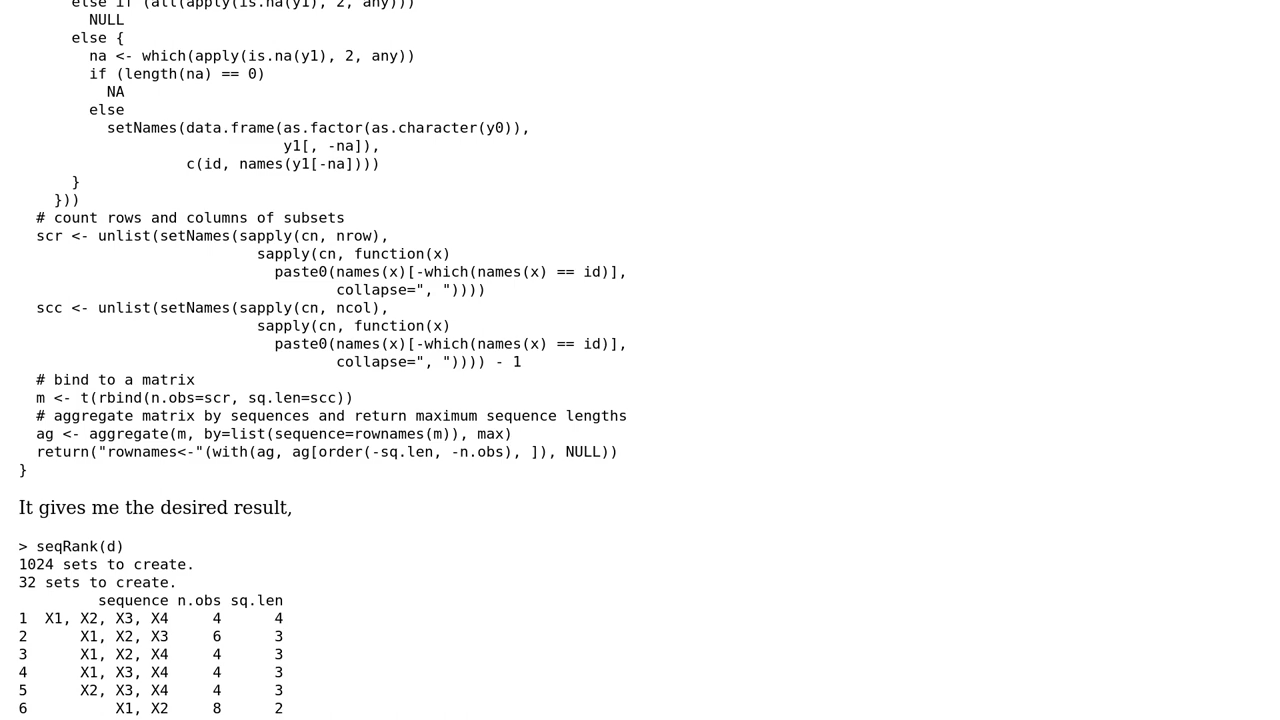 else if (all(apply(is.na(y1), 2, any)))
NULL
else {
na <- which(apply(is.na(y1), 2, any))
if (length(na) == 0)
NA
else
setNames(data.frame(as.factor(as.character(y0)),
y1[, -na]),
c(id, names(y1[-na])))
}
}))
# count rows and columns of subsets
scr <- unlist(setNames(sapply(cn, nrow),
sapply(cn, function(x)
paste0(names(x)[-which(names(x) == id)],
collapse=", "))))
scc <- unlist(setNames(sapply(cn, ncol),
sapply(cn, function(x)
paste0(names(x)[-which(names(x) == id)],
collapse=", ")))) - 1
# bind to a matrix
m <- t(rbind(n.obs=scr, sq.len=scc))
# aggregate matrix by sequences and return maximum sequence lengths
ag <- aggregate(m, by=list(sequence=rownames(m)), max)
return("rownames<-"(with(ag, ag[order(-sq.len, -n.obs), ]), NULL))
}
It gives me the desired result,
> seqRank(d)
1024 sets to create.
32 sets to create.
sequence n.obs sq.len
1 X1, X2, X3, X4 4 4
2 X1, X2, X3 6 3
3 X1, X2, X4 4 3
4 X1, X3, X4 4 3
5 X2, X3, X4 4 3
6 X1, X2 8 2